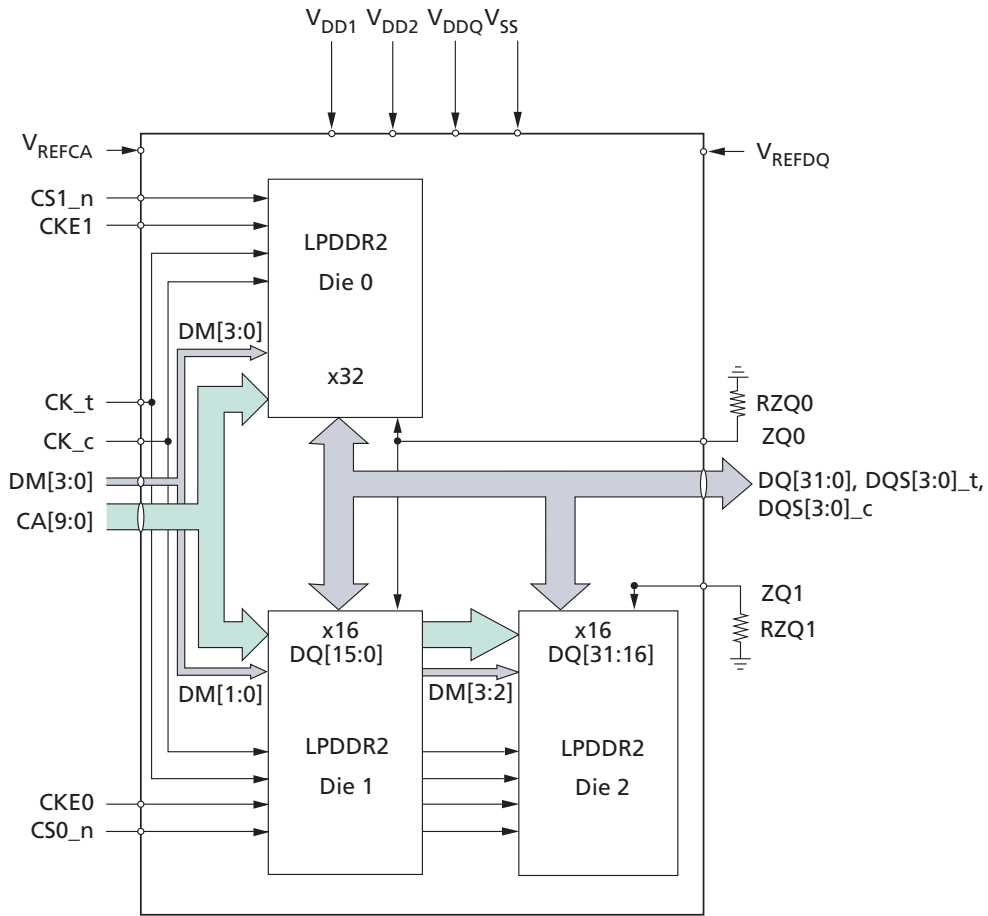 VDD1 VDD2 VDDQ VSS
VREFCA
VREFDQ
CS1_n
CKE1
LPDDR2
Die 0
DM[3:0]
x32
CK_t
CK_c
DM[3:0]
CA[9:0]
RZQ0
ZQ0
DQ[31:0], DQS[3:0]_t,
DQS[3:0]_c
ZQ1
RZQ1
x16
DQ[15:0]
x16
DQ[31:16]
DM[1:0]
DM[3:2]
LPDDR2
Die 1
LPDDR2
Die 2
CKE0
CS0_n